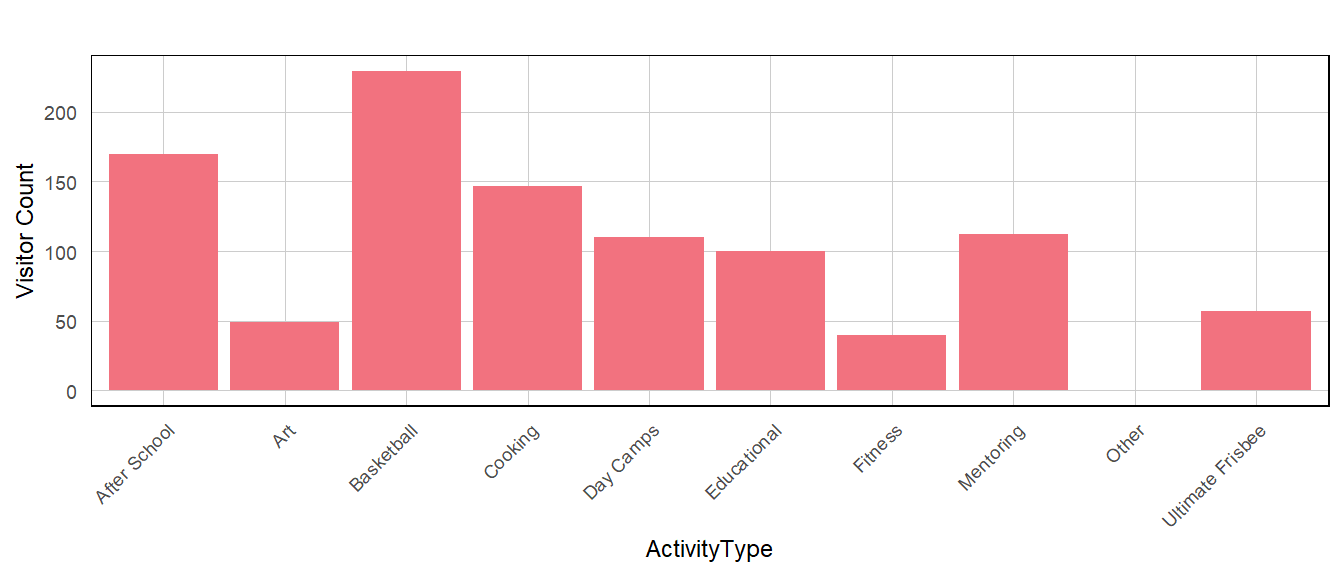 Visitor Count
200
150
100
50
0
After School
Art
Basketball
Cooking
Day Camps
Educational
Fitness
Mentoring
Other
Ultimate Frisbee
ActivityType